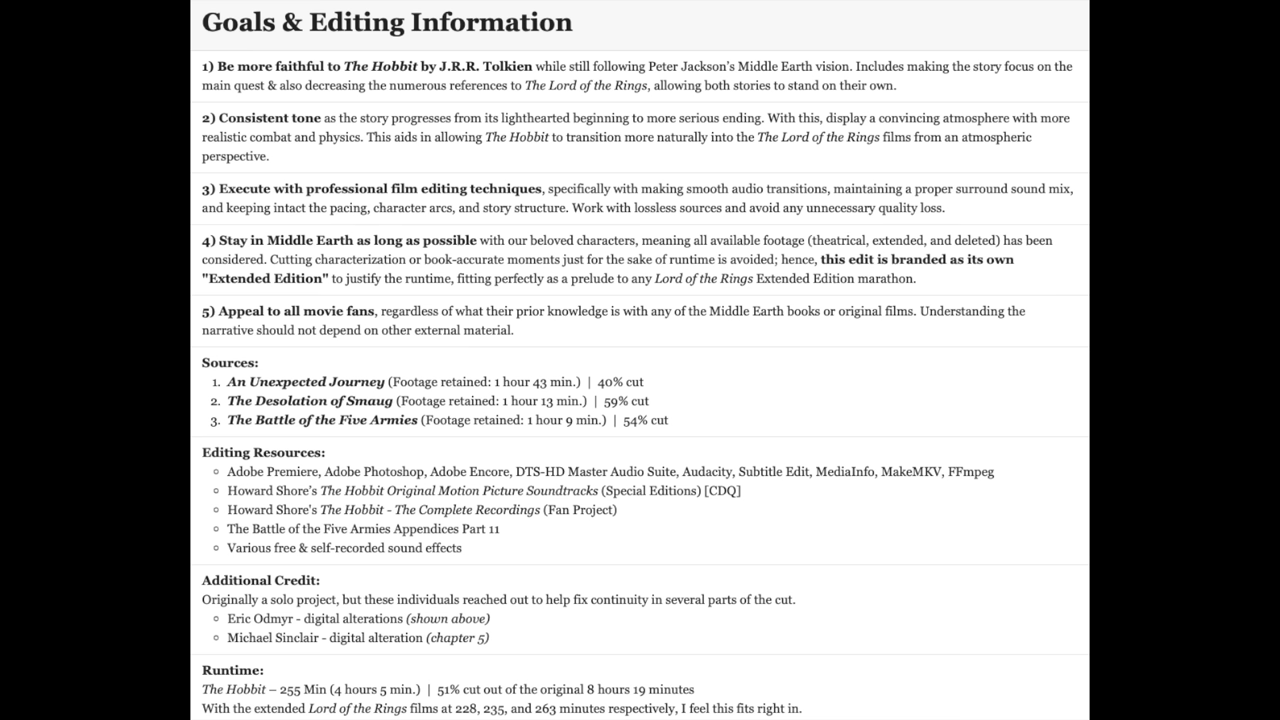 Goals & Editing Information
1) Be more faithful to The Hobbit by J.R.R. Tolkien while still following Peter Jackson's Middle Earth vision. Includes making the story focus on the
main quest & also decreasing the numerous references to The Lord of the Rings, allowing both stories to stand on their own.
2) Consistent tone as the story progresses from its lighthearted beginning to more serious ending. With this, display a convincing atmosphere with more
realistic combat and physics. This aids in allowing The Hobbit to transition more naturally into the The Lord of the Rings films from an atmospheric
perspective.
3) Execute with professional film editing techniques, specifically with making smooth audio transitions, maintaining a proper surround sound mix,
and keeping intact the pacing, character arcs, and story structure. Work with lossless sources and avoid any unnecessary quality loss.
4) Stay in Middle Earth as long as possible with our beloved characters, meaning all available footage (theatrical, extended, and deleted) has been
considered. Cutting characterization or book-accurate moments just for the sake of runtime is avoided; hence, this edit is branded as its own
"Extended Edition" to justify the runtime, fitting perfectly as a prelude to any Lord of the Rings Extended Edition marathon.
5) Appeal to all movie fans, regardless of what their prior knowledge is with any of the Middle Earth books or original films. Understanding the
narrative should not depend on other external material.
Sources:
1. An Unexpected Journey (Footage retained: 1 hour 43 min.) | 40% cut
2. The Desolation of Smaug (Footage retained: 1 hour 13 min.) | 59% cut
3. The Battle of the Five Armies (Footage retained: 1 hour 9 min.) | 54% cut
Editing Resources:
◦ Adobe Premiere, Adobe Photoshop, Adobe Encore, DTS-HD Master Audio Suite, Audacity, Subtitle Edit, MediaInfo, MakeMKV, FFmpeg
◦ Howard Shore's The Hobbit Original Motion Picture Soundtracks (Special Editions) [CDQ]
◦ Howard Shore's The Hobbit - The Complete Recordings (Fan Project)
◦ The Battle of the Five Armies Appendices Part 11
◦ Various free & self-recorded sound effects
Additional Credit:
Originally a solo project, but these individuals reached out to help fix continuity in several parts of the cut.
◦ Eric Odmyr - digital alterations (shown above)
◦ Michael Sinclair - digital alteration (chapter 5)
Runtime:
The Hobbit – 255 Min (4 hours 5 min.) | 51% cut out of the original 8 hours 19 minutes
With the extended Lord of the Rings films at 228, 235, and 263 minutes respectively, I feel this fits right in.